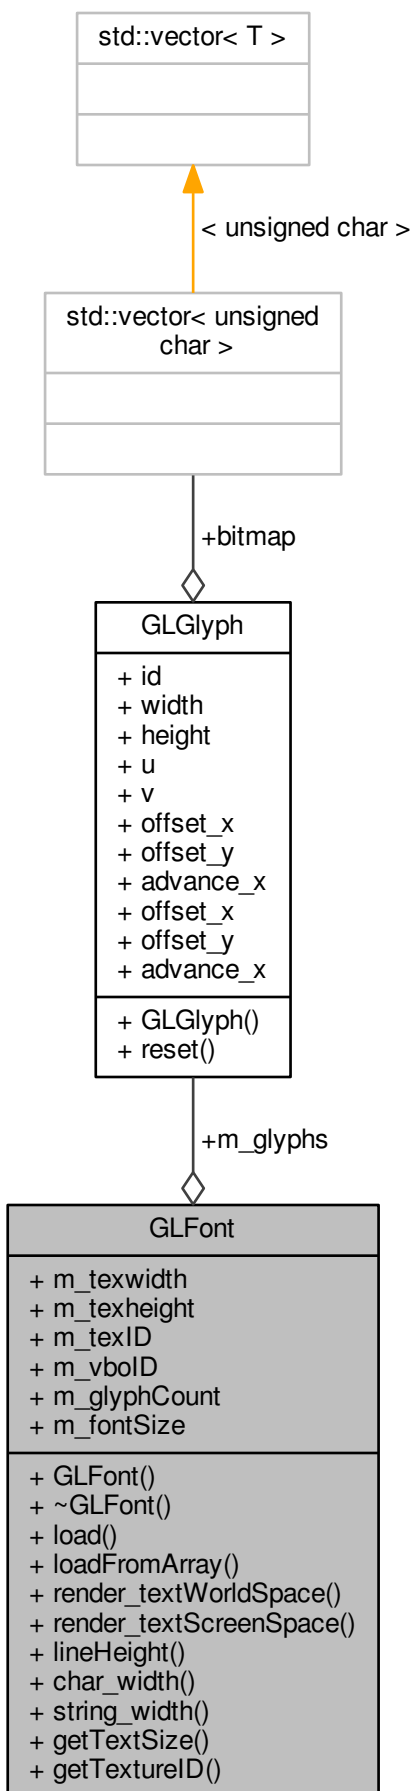 std::vector< T >
< unsigned char >
std::vector< unsigned
char >
+bitmap
GLGlyph
+ id
+ width
+ height
+ u
+ v
+ offset_x
+ offset_y
+ advance_x
+ offset_x
+ offset_y
+ advance_x
+ GLGlyph()
+ reset()
+m_glyphs
GLFont
+ m_texwidth
+ m_texheight
+ m_texID
+ m_vboID
+ m_glyphCount
+ m_fontSize
+ GLFont()
+ ~GLFont()
+ load()
+ loadFromArray()
+ render_textWorldSpace()
+ render_textScreenSpace()
+ lineHeight()
+ char_width()
+ string_width()
+ getTextSize()
+ getTextureID()